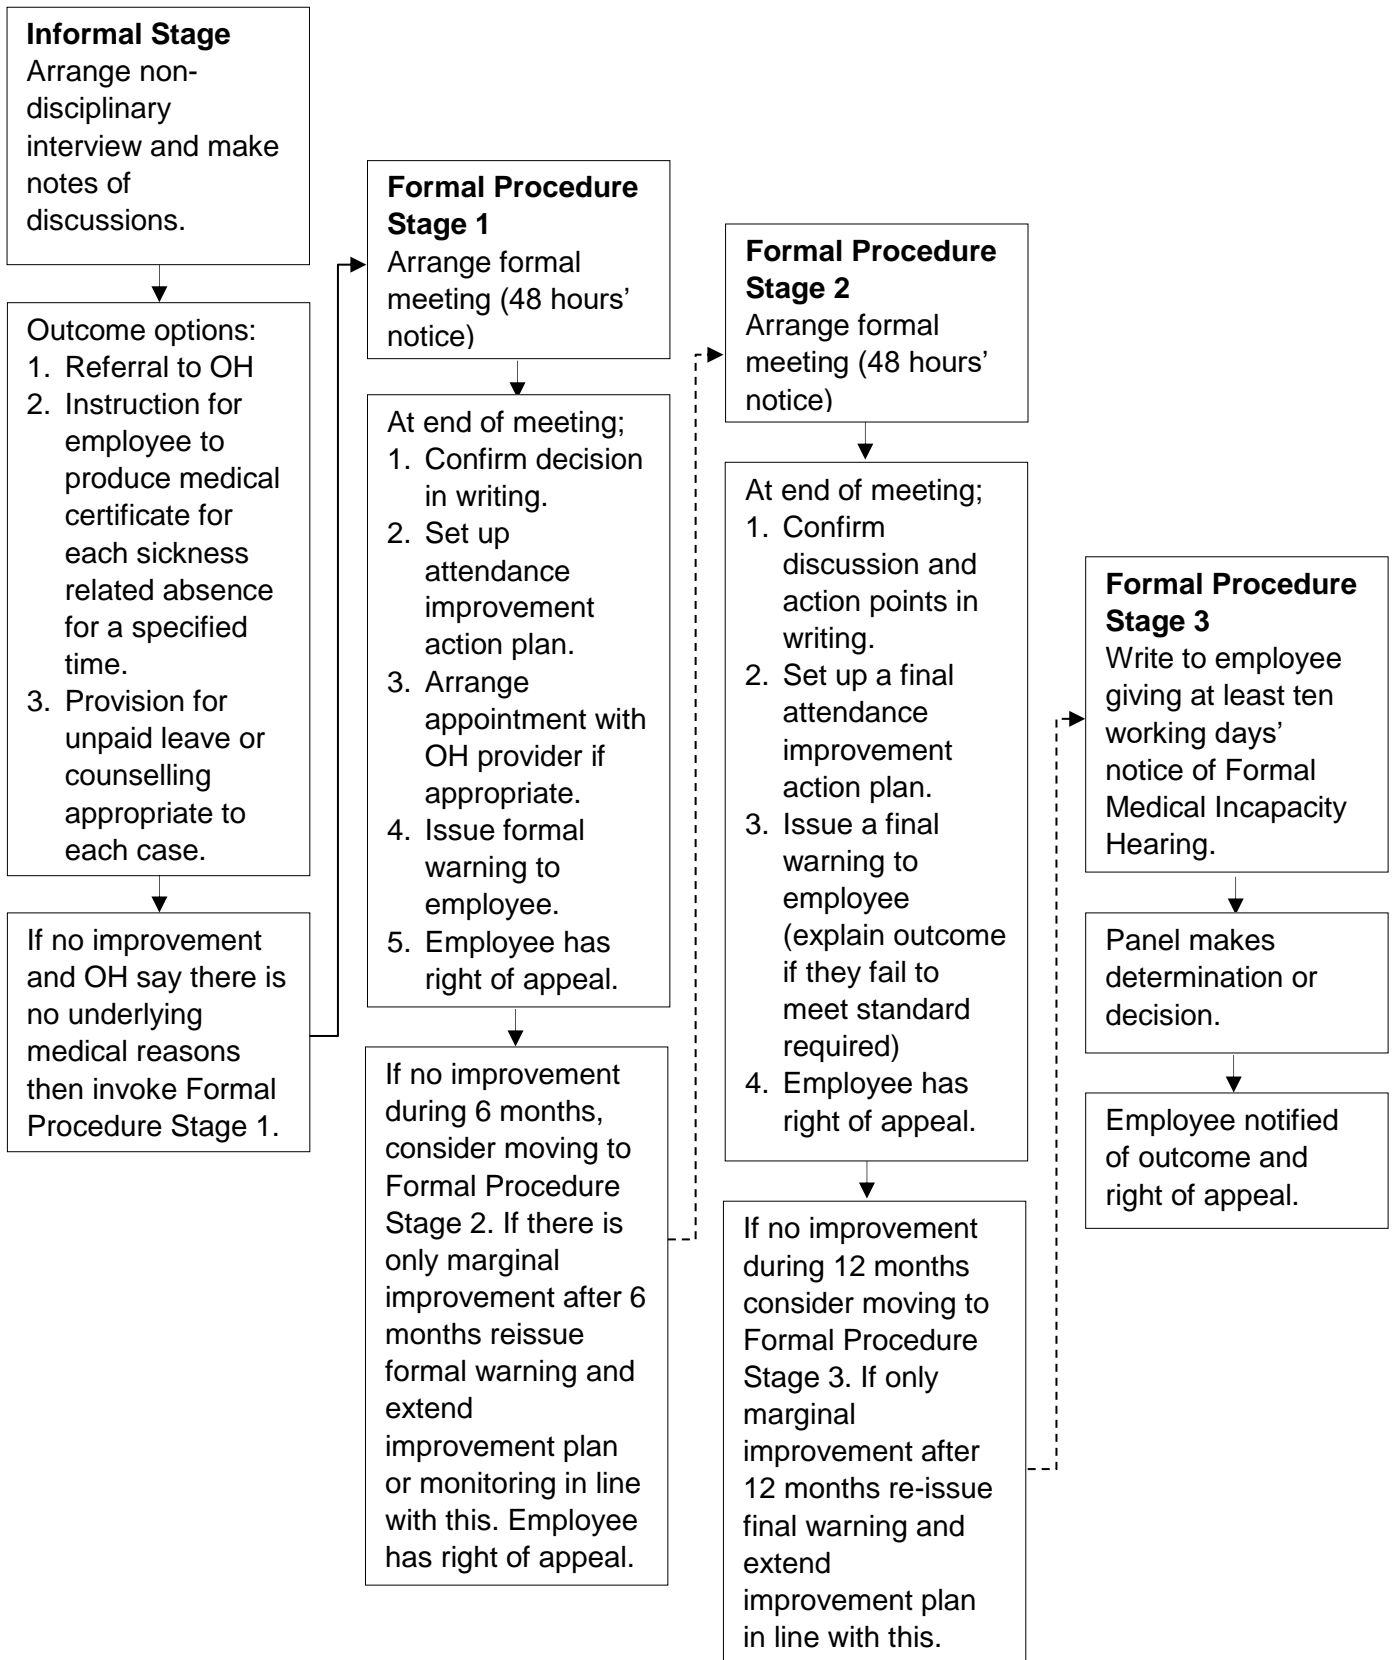 Informal Stage
Arrange non-
disciplinary
interview and make
notes of
discussions.
Outcome options:
1. Referral to OH
2. Instruction for
employee to
produce medical
certificate for
each sickness
related absence
for a specified
time.
3. Provision for
unpaid leave or
counselling
appropriate to
each case.
If no improvement
and OH say there is
no underlying
medical reasons
then invoke Formal
Procedure Stage 1.
Formal Procedure
Stage 1
Arrange formal
meeting (48 hours’
notice)
At end of meeting;
1. Confirm decision
in writing.
2. Set up
attendance
improvement
action plan.
3. Arrange
appointment with
OH provider if
appropriate.
4. Issue formal
warning to
employee.
5. Employee has
right of appeal.
If no improvement
during 6 months,
consider moving to
Formal Procedure
Stage 2. If there is
only marginal
improvement after 6
months reissue
formal warning and
extend
improvement plan
or monitoring in line
with this. Employee
has right of appeal.
Formal Procedure
Stage 2
Arrange formal
meeting (48 hours’
notice)
At end of meeting;
1. Confirm
discussion and
action points in
writing.
2. Set up a final
attendance
improvement
action plan.
3. Issue a final
warning to
employee
(explain outcome
if they fail to
meet standard
required)
4. Employee has
right of appeal.
If no improvement
during 12 months
consider moving to
Formal Procedure
Stage 3. If only
marginal
improvement after
12 months re-issue
final warning and
extend
improvement plan
in line with this.
Formal Procedure
Stage 3
Write to employee
giving at least ten
working days’
notice of Formal
Medical Incapacity
Hearing.
Panel makes
determination or
decision.
Employee notified
of outcome and
right of appeal.